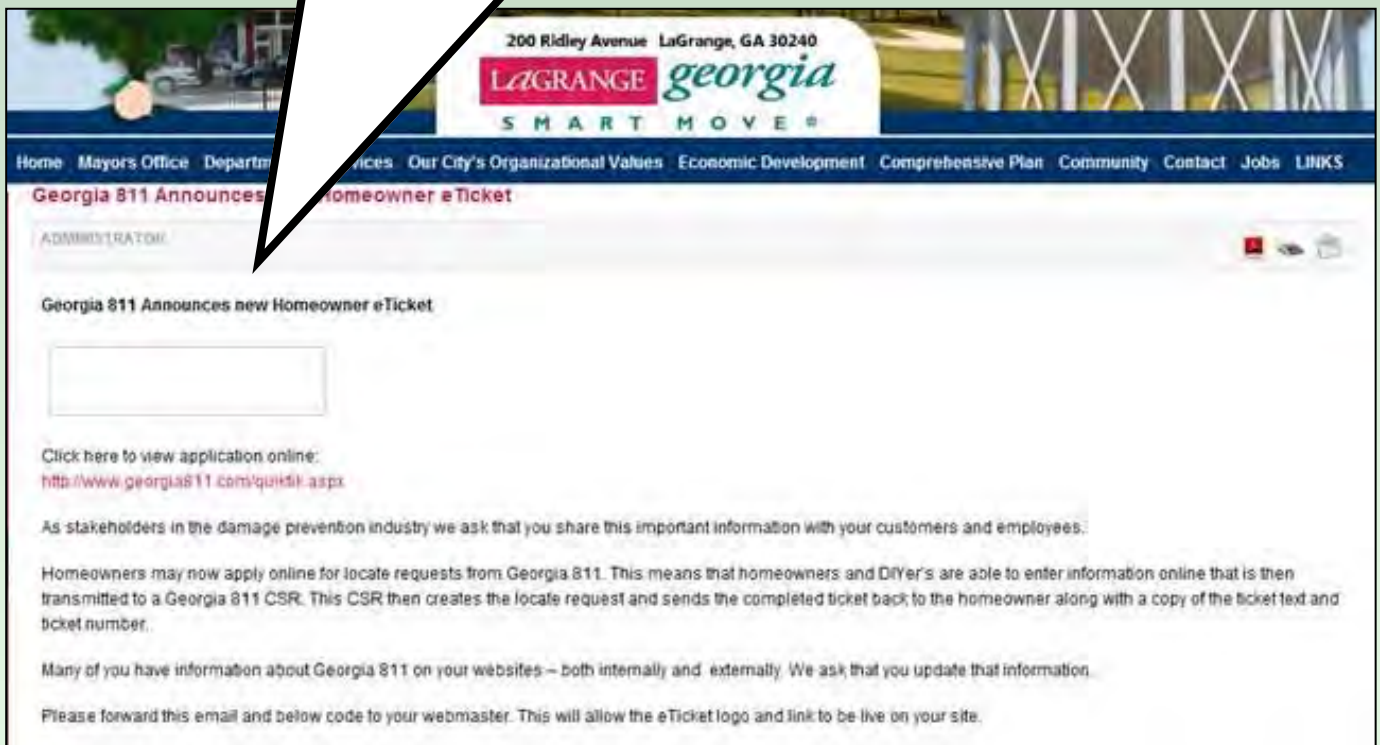 200 Ridley Avenue LaGrange, GA 30240
LAGRANGE georgia
SMART MOVE
Home Mayors Office Our City's Organizational Values Economic Development Comprehensive Plan Community Contact Jobs LINKS
Georgia 811 Announces Homeowner eTicket
ADMINISTRATOR
Georgia 811 Announces new Homeowner eTicket
Click here to view application online:
As stakeholders in the damage prevention industry we ask that you share this important information with your customers and employees.
Homeowners may now apply online for locate requests from Georgia 811. This means that homeowners and DIYer's are able to enter information online that is then
transmitted to a Georgia 811 CSR. This CSR then creates the locate request and sends the completed ticket back to the homeowner along with a copy of the ticket text and
ticket number.
Many of you have information about Georgia 811 on your websites – both internally and externally. We ask that you update that information.
Please forward this email and below code to your webmaster. This will allow the eTicket logo and link to be live on your site.